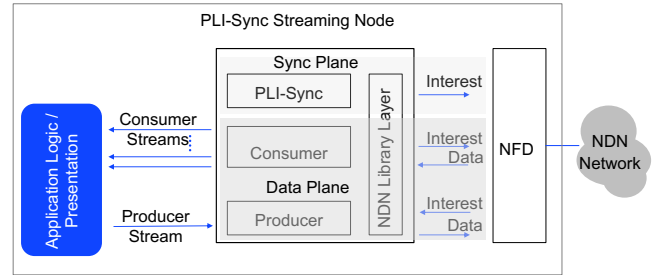 PLI-Sync Streaming Node
Sync Plane
PLI-Sync
Interest
Application Logic /
Presentation
Consumer
Streams
Consumer
NDN Library Layer
Interest
Data
NFD
NDN
Network
Data Plane
Producer
Stream
Producer
Interest
Data